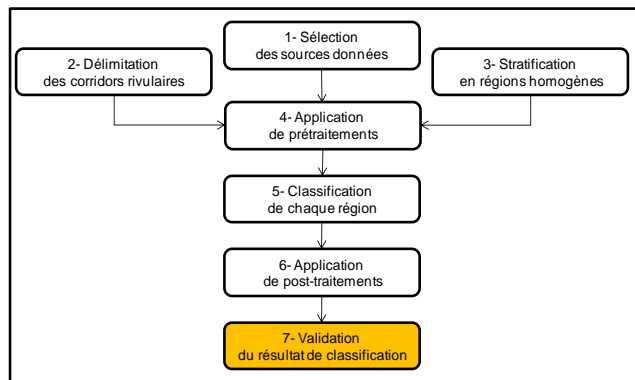 1- Sélection
des sources données
2- Délimitation
des corridors rivulaires
3- Stratification
en régions homogènes
4- Application
de prétraitements
5- Classification
de chaque région
6- Application
de post-traitements
7- Validation
du résultat de classification